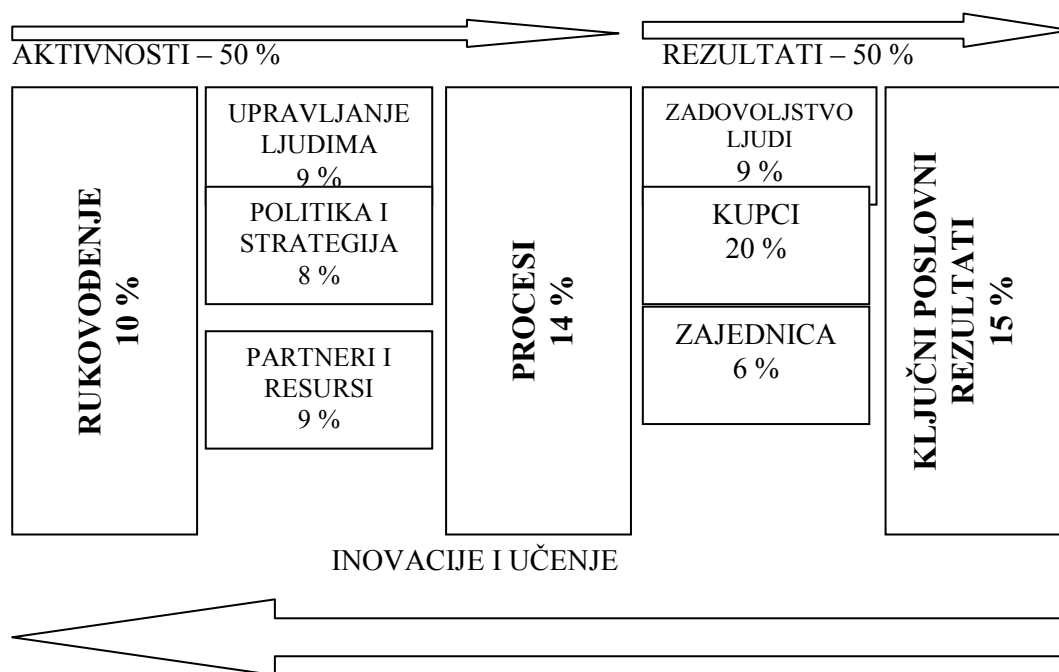 AKTIVNOSTI – 50 %
REZULTATI – 50 %
RUKOVOĐENJE
10 %
UPRAVLJANJE
LJUDIMA
9 %
POLITIKA I
STRATEGIJA
8 %
PARTNERI I
RESURSI
9 %
PROCESI
14 %
ZADOVOLJSTVO
LJUDI
9 %
KUPCI
20 %
ZAJEDNICA
6 %
KLJUČNI POSLOVNI
REZULTATI
15 %
INOVACIJE I UČENJE